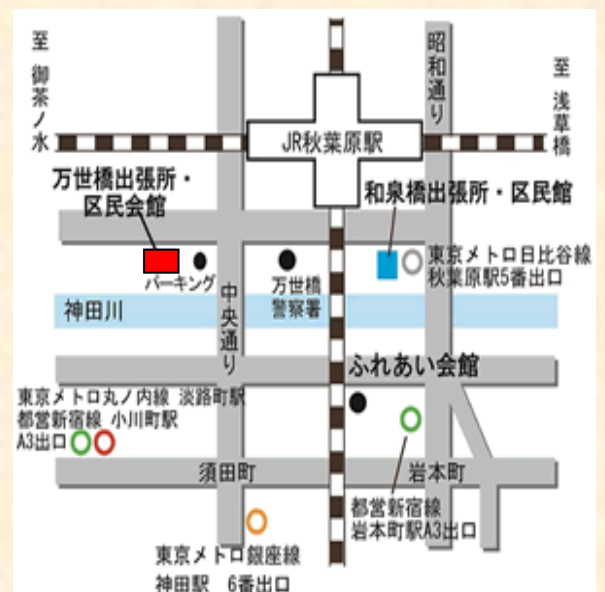 至 御茶ノ水
昭和通り
至 浅草橋
JR秋葉原駅
万世橋出張所・
区民会館
和泉橋出張所・区民館
東京メトロ日比谷線
秋葉原駅5番出口
パーキング
万世橋
警察署
神田川
中央通り
ふれあい会館
東京メトロ丸ノ内線 淡路町駅
都営新宿線 小川町駅
A3出口
須田町
岩本町
都営新宿線
岩本町駅A3出口
東京メトロ銀座線
神田駅 6番出口